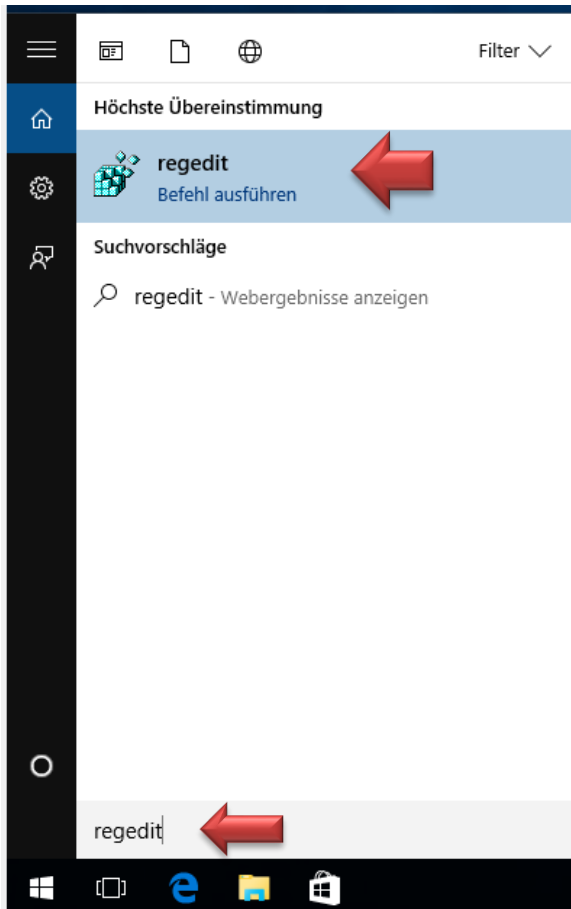 Filter
Höchste Übereinstimmung
regedit
Befehl ausführen
Suchvorschläge
regedit - Webergebnisse anzeigen
regedit